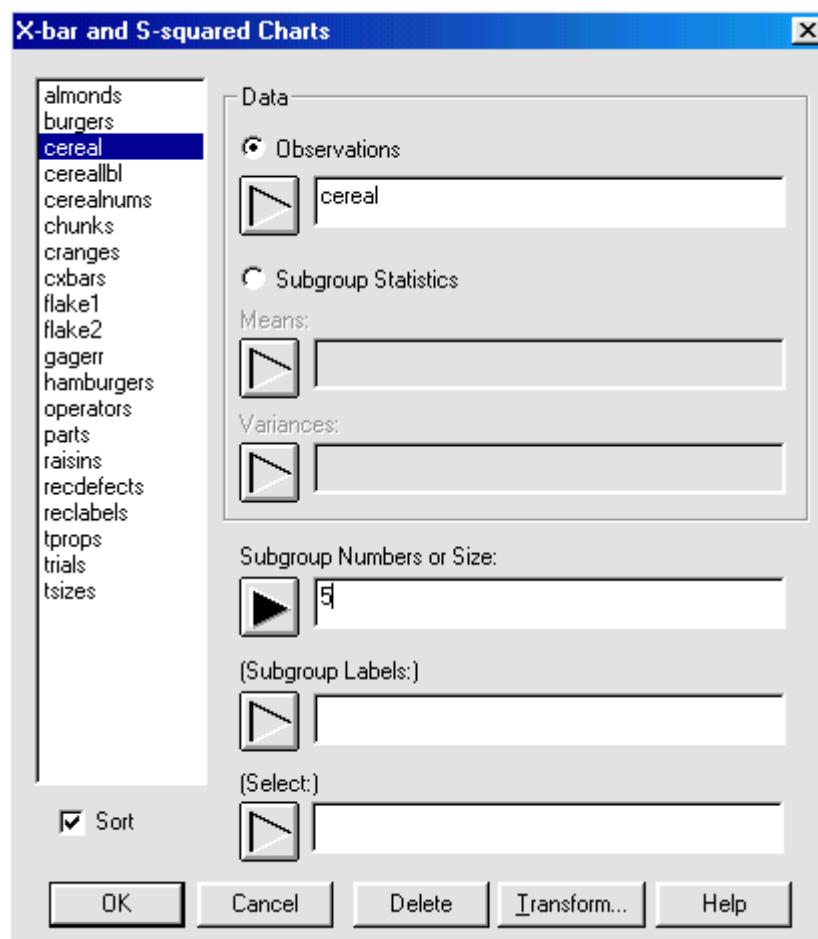 X-bar and S-squared Charts
almonds
burgers
cereal
cereallbl
cerealnums
chunks
cranges
cxbars
flake1
flake2
gagerr
hamburgers
operators
parts
raisins
recdefects
reclabels
tprops
trials
tsizes
Sort
Data
Observations
cereal
Subgroup Statistics
Means:
Variances:
Subgroup Numbers or Size:
5
(Subgroup Labels:)
(Select:)
OK
Cancel
Delete
Transform...
Help